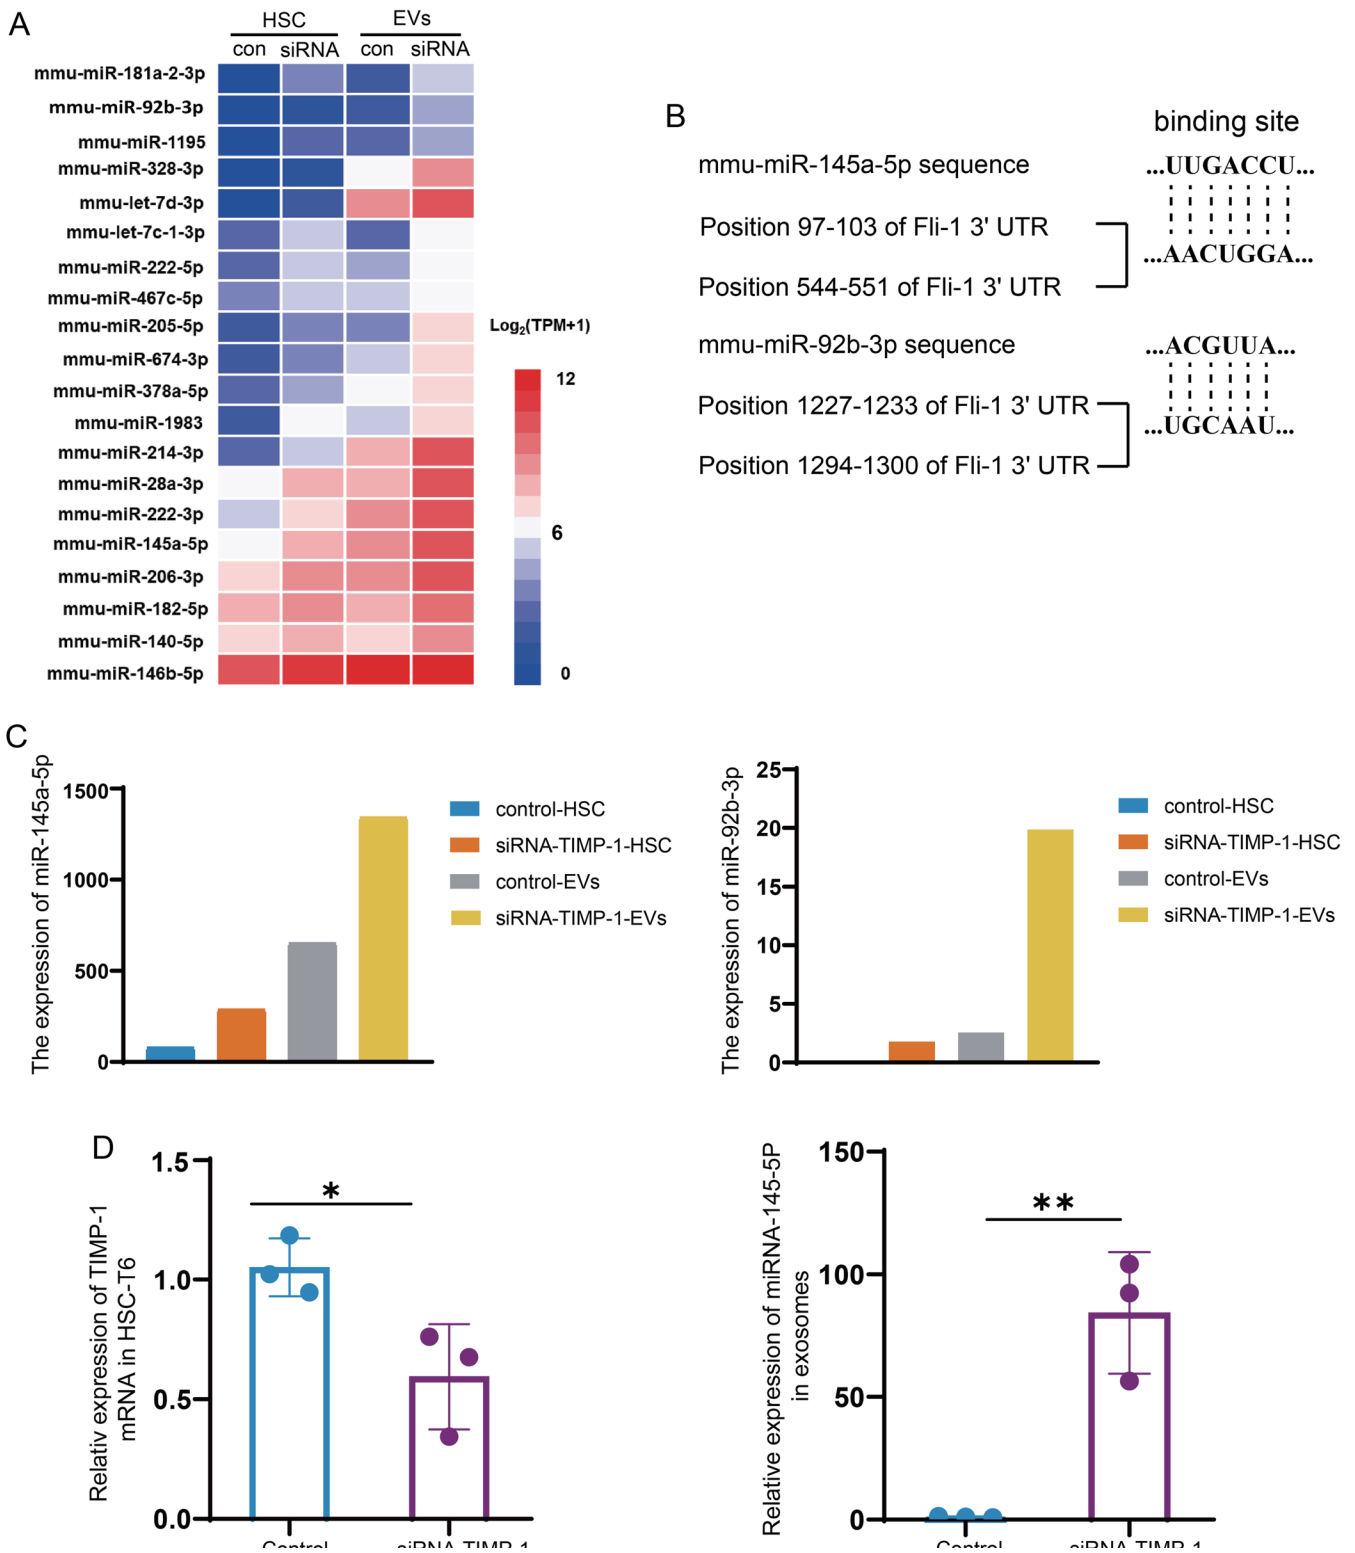 A
HSC EVs
con siRNA con siRNA
mmu-miR-181a-2-3p
mmu-miR-92b-3p
mmu-miR-1195
mmu-miR-328-3p
mmu-let-7d-3p
mmu-let-7c-1-3p
mmu-miR-222-5p
mmu-miR-467c-5p
mmu-miR-205-5p
mmu-miR-674-3p
mmu-miR-378a-5p
mmu-miR-1983
mmu-miR-214-3p
mmu-miR-28a-3p
mmu-miR-222-3p
mmu-miR-145a-5p
mmu-miR-206-3p
mmu-miR-182-5p
mmu-miR-140-5p
mmu-miR-146b-5p
Log₂(TPM+1)
12
6
0
B
binding site
mmu-miR-145a-5p sequence ...UUGACCU...
Position 97-103 of Fli-1 3' UTR
...AACUGGA...
Position 544-551 of Fli-1 3' UTR
mmu-miR-92b-3p sequence ...ACGUUA...
Position 1227-1233 of Fli-1 3' UTR
...UGCAAU...
Position 1294-1300 of Fli-1 3' UTR
C
The expression of miR-145a-5p
1500
1000
500
0
control-HSC
siRNA-TIMP-1-HSC
control-EVs
siRNA-TIMP-1-EVs
The expression of miR-92b-3p
25
20
15
10
5
0
control-HSC
siRNA-TIMP-1-HSC
control-EVs
siRNA-TIMP-1-EVs
D
Relativ expression of TIMP-1
mRNA in HSC-T6
1.5
1.0
0.5
0.0
*
Control siRNA-TIMP-1
Relative expression of miRNA-145-5P
in exosomes
150
100
50
0
**
Control siRNA-TIMP-1